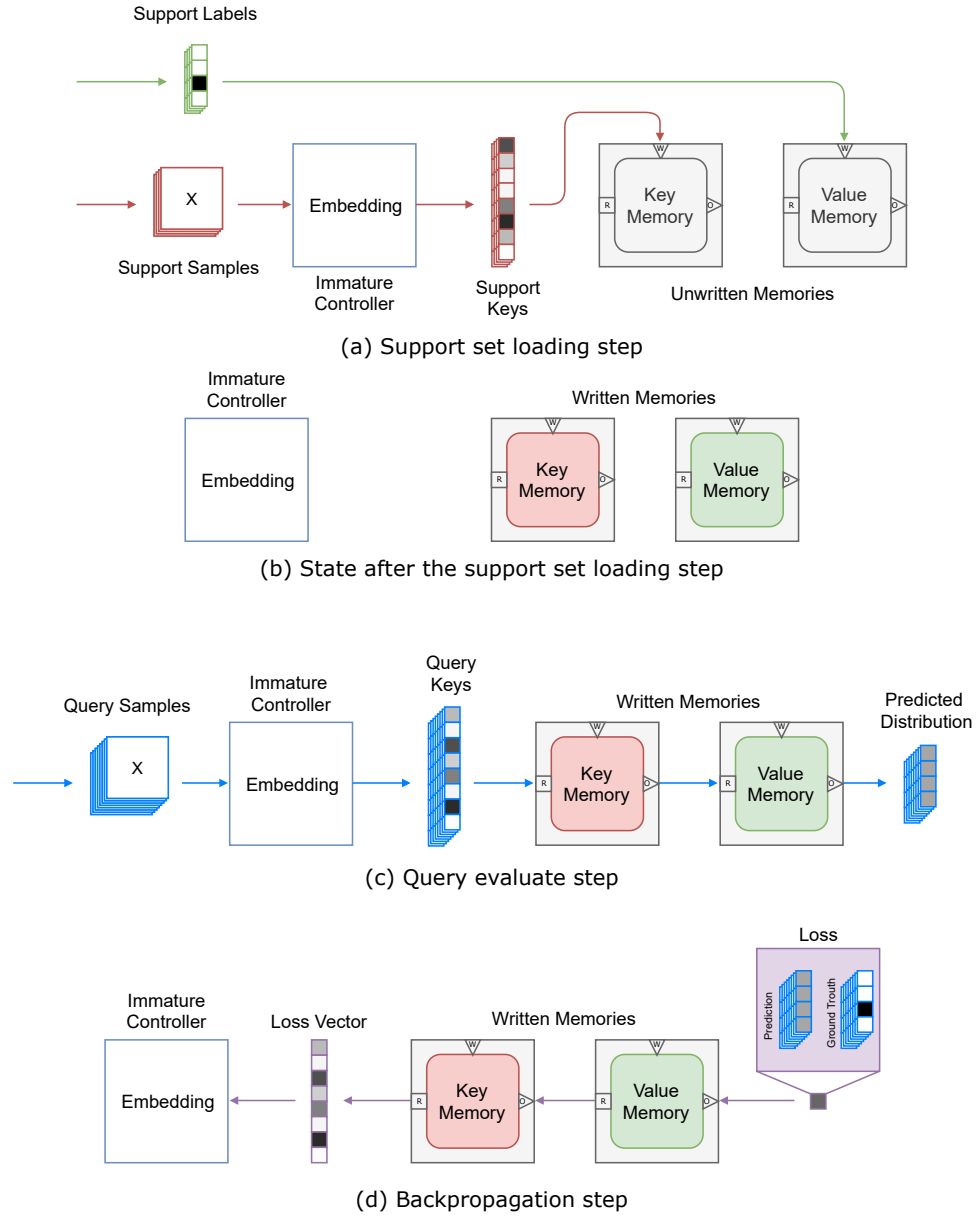 Support Labels
X
Support Samples
Embedding
Immature
Controller
Support
Keys
W
R
Key
Memory
O
W
R
Value
Memory
O
Unwritten Memories
(a) Support set loading step
Immature
Controller
Embedding
Written Memories
W
R
Key
Memory
O
W
R
Value
Memory
O
(b) State after the support set loading step
Query Samples
X
Immature
Controller
Embedding
Query
Keys
Written Memories
W
R
Key
Memory
O
W
R
Value
Memory
O
Predicted
Distribution
(c) Query evaluate step
Loss
Prediction
Ground Trouth
Immature
Controller
Embedding
Loss Vector
Written Memories
W
R
Key
Memory
O
W
R
Value
Memory
O
(d) Backpropagation step